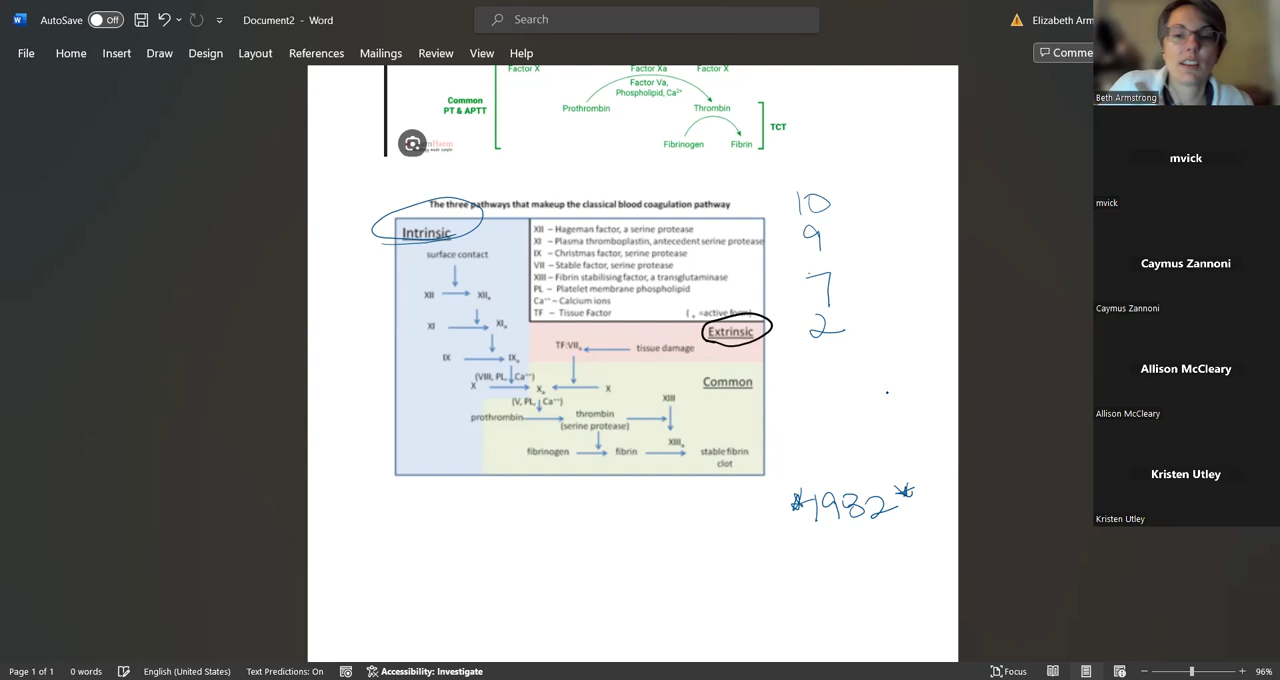 AutoSave Off Document2 - Word Search Elizabeth Arm
File Home Insert Draw Design Layout References Mailings Review View Help Comme
Beth Armstrong
Factor X Factor Xa Factor X
Factor Va,
Phospholipid, Ca²⁺
Common
PT & APTT
Prothrombin Thrombin
TCT
Fibrinogen Fibrin
The three pathways that makeup the classical blood coagulation pathway
Intrinsic
surface contact
XII XIIₐ
XI XIₐ
IX IXₐ
(VIII, PL, Ca⁺⁺)
X Xₐ X
(V, PL, Ca⁺⁺)
XII – Hageman factor, a serine protease
XI – Plasma thromboplastin, antecedent serine protease
IX – Christmas factor, serine protease
VII – Stable factor, serine protease
XIII – Fibrin stabilising factor, a transglutaminase
PL – Platelet membrane phospholipid
Ca⁺⁺ – Calcium ions
TF – Tissue Factor (ₐ =active form)
Extrinsic
TF:VIIₐ tissue damage
Common
XIII
prothrombin thrombin
(serine protease)
XIIIₐ
fibrinogen fibrin stable fibrin
clot
10
9
7
2
*1982*
mvick
mvick
Caymus Zannoni
Caymus Zannoni
Allison McCleary
Allison McCleary
Kristen Utley
Kristen Utley
Page 1 of 1 0 words English (United States) Text Predictions: On Accessibility: Investigate Focus 96%